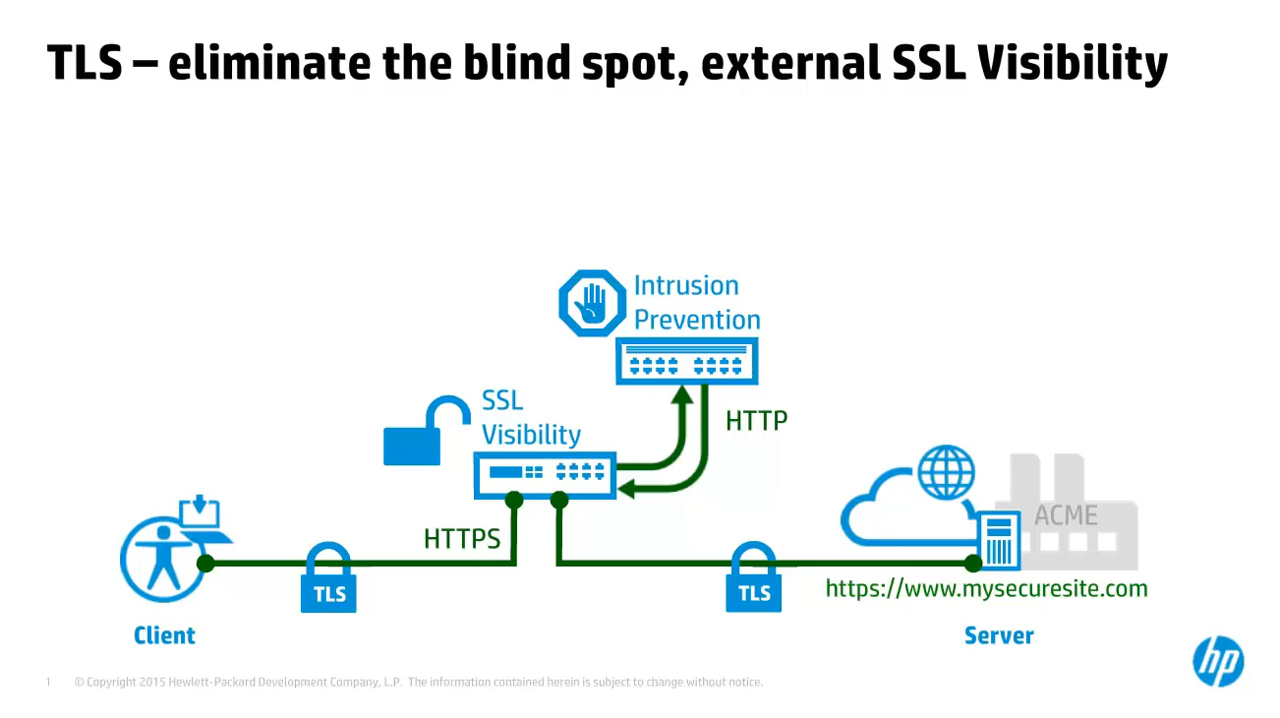 TLS – eliminate the blind spot, external SSL Visibility
Intrusion
Prevention
SSL
Visibility
HTTP
HTTPS
ACME
TLS
TLS
https://www.mysecuresite.com
Client
Server
1 © Copyright 2015 Hewlett-Packard Development Company, L.P. The information contained herein is subject to change without notice.
hp